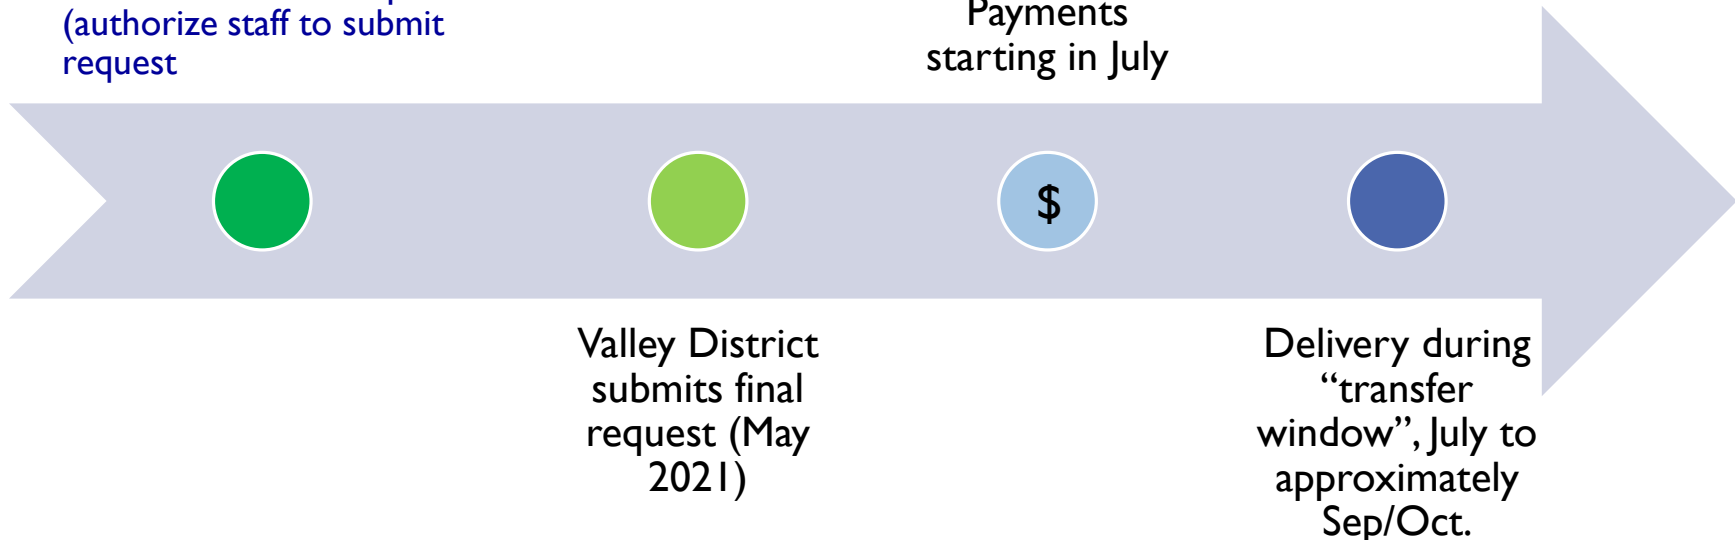 (authorize staff to submit
request
Valley District
submits final
request (May
2021)
Payments
starting in July
$
Delivery during
“transfer
window”, July to
approximately
Sep/Oct.